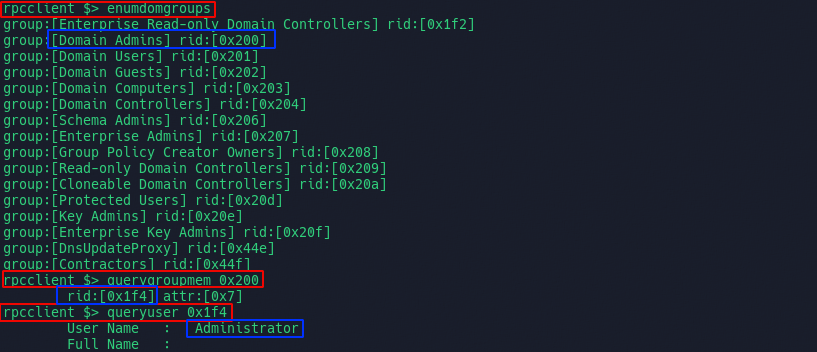 rpcclient $> enumdomgroups
group:[Enterprise Read-only Domain Controllers] rid:[0x1f2]
group:[Domain Admins] rid:[0x200]
group:[Domain Users] rid:[0x201]
group:[Domain Guests] rid:[0x202]
group:[Domain Computers] rid:[0x203]
group:[Domain Controllers] rid:[0x204]
group:[Schema Admins] rid:[0x206]
group:[Enterprise Admins] rid:[0x207]
group:[Group Policy Creator Owners] rid:[0x208]
group:[Read-only Domain Controllers] rid:[0x209]
group:[Cloneable Domain Controllers] rid:[0x20a]
group:[Protected Users] rid:[0x20d]
group:[Key Admins] rid:[0x20e]
group:[Enterprise Key Admins] rid:[0x20f]
group:[DnsUpdateProxy] rid:[0x44e]
group:[Contractors] rid:[0x44f]
rpcclient $> querygroupmem 0x200
rid:[0x1f4] attr:[0x7]
rpcclient $> queryuser 0x1f4
User Name : Administrator
Full Name :